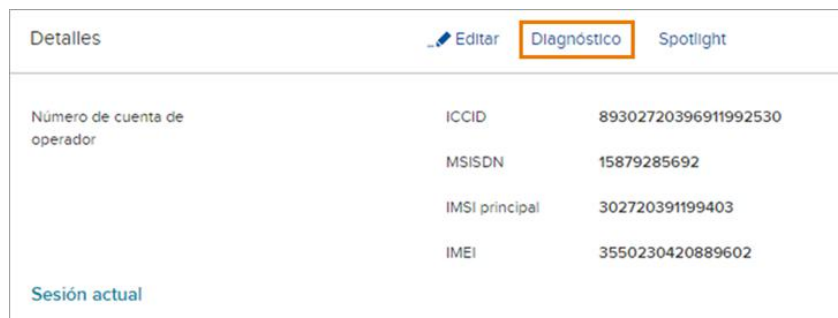 Detalles
Editar
Diagnóstico
Spotlight
Número de cuenta de
operador
ICCID 89302720396911992530
MSISDN 15879285692
IMSI principal 302720391199403
IMEI 3550230420889602
Sesión actual